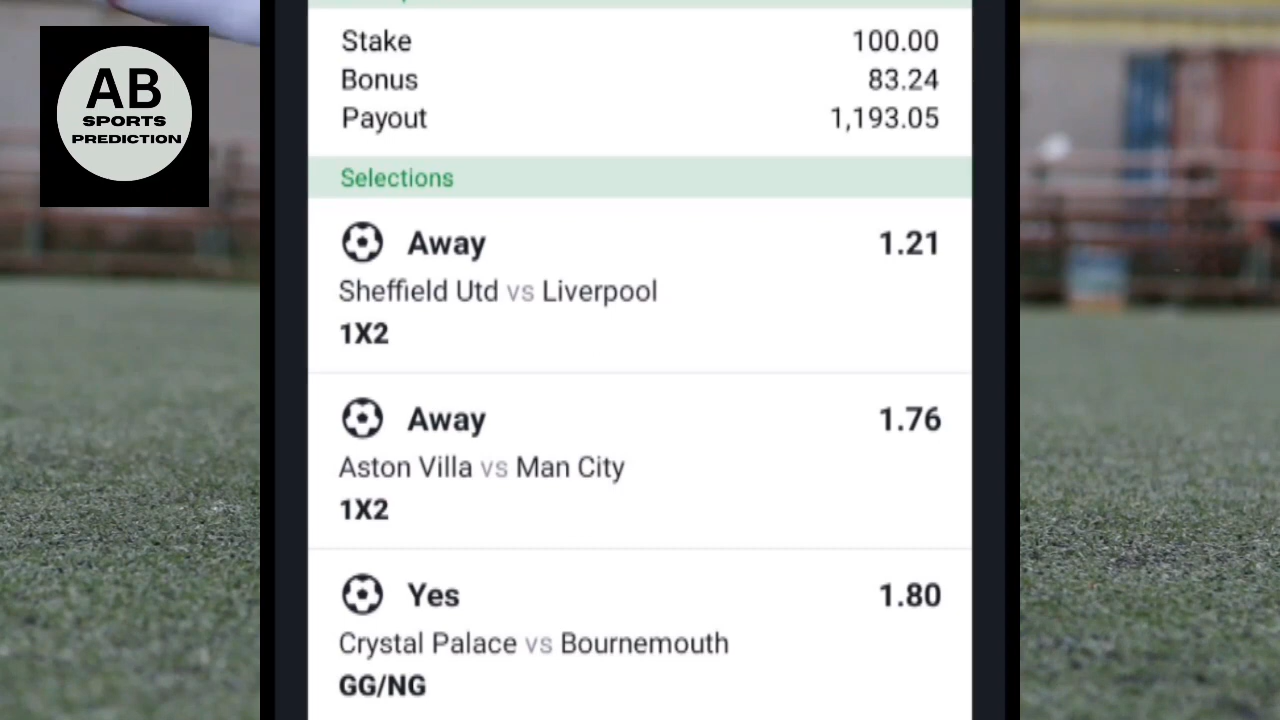 AB
SPORTS
PREDICTION
Stake 100.00
Bonus 83.24
Payout 1,193.05
Selections
Away 1.21
Sheffield Utd vs Liverpool
1X2
Away 1.76
Aston Villa vs Man City
1X2
Yes 1.80
Crystal Palace vs Bournemouth
GG/NG